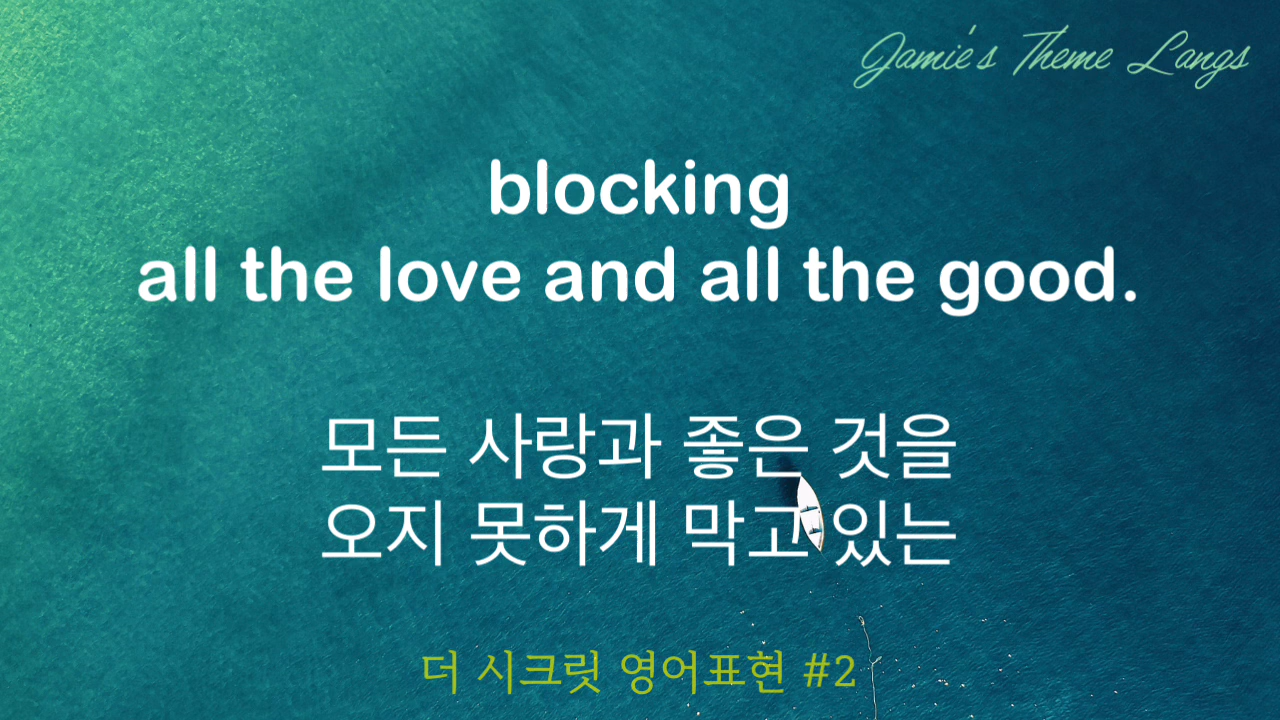 Jamie's Theme Langs
blocking
all the love and all the good.
모든 사랑과 좋은 것을
오지 못하게 막고 있는
더 시크릿 영어표현 #2